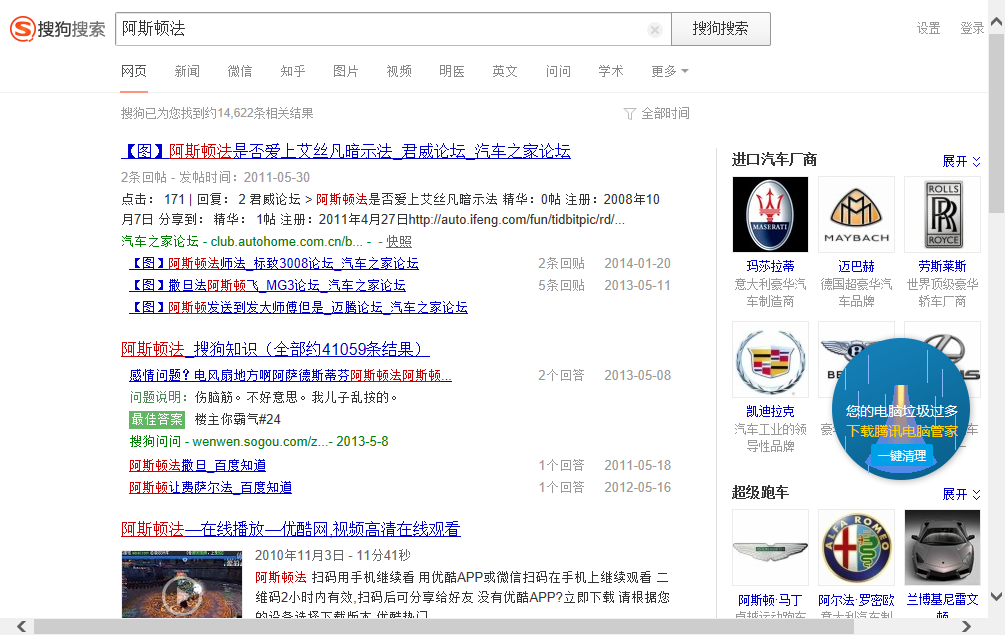 搜狗搜索
阿斯顿法
搜狗搜索
设置 登录
网页 新闻 微信 知乎 图片 视频 明医 英文 问问 学术 更多
搜狗已为您找到约14,622条相关结果
全部时间
【图】阿斯顿法是否爱上艾丝凡暗示法_君威论坛_汽车之家论坛
2条回帖 - 发帖时间：2011-05-30
点击： 171 | 回复： 2 君威论坛 > 阿斯顿法是否爱上艾丝凡暗示法 精华：0帖 注册：2008年10
月7日 分享到： 精华： 1帖 注册：2011年4月27日http://auto.ifeng.com/fun/tidbitpic/rd/...
汽车之家论坛 - club.autohome.com.cn/b... - - 快照
【图】阿斯顿法师法_标致3008论坛_汽车之家论坛 2条回贴 2014-01-20
【图】撒旦法阿斯顿飞_MG3论坛_汽车之家论坛 5条回贴 2013-05-11
【图】阿斯顿发送到发大师傅但是_迈腾论坛_汽车之家论坛
阿斯顿法_搜狗知识（全部约41059条结果）
感情问题？电风扇地方啊阿萨德斯蒂芬阿斯顿法阿斯顿... 2个回答 2013-05-08
问题说明：伤脑筋。不好意思。我儿子乱按的。
最佳答案 楼主你霸气#24
搜狗问问 - wenwen.sogou.com/z...- 2013-5-8
阿斯顿法撒旦_百度知道 1个回答 2011-05-18
阿斯顿让费萨尔法_百度知道 1个回答 2012-05-16
阿斯顿法—在线播放—优酷网,视频高清在线观看
2010年11月3日 - 11分41秒
阿斯顿法 扫码用手机继续看 用优酷APP或微信扫码在手机上继续观看 二
维码2小时内有效,扫码后可分享给好友 没有优酷APP?立即下载 请根据您
的设备选择下载版本 优酷热门
进口汽车厂商 展开
MASERATI
MAYBACH
ROLLS
ROYCE
玛莎拉蒂 迈巴赫 劳斯莱斯
意大利豪华汽 德国超豪华汽 世界顶级豪华
车制造商 车品牌 轿车厂商
凯迪拉克
汽车工业的领
导性品牌
您的电脑垃圾过多
下载腾讯电脑管家
一键清理
超级跑车 展开
ALFA ROMEO
阿斯顿·马丁 阿尔法·罗密欧 兰博基尼雷文